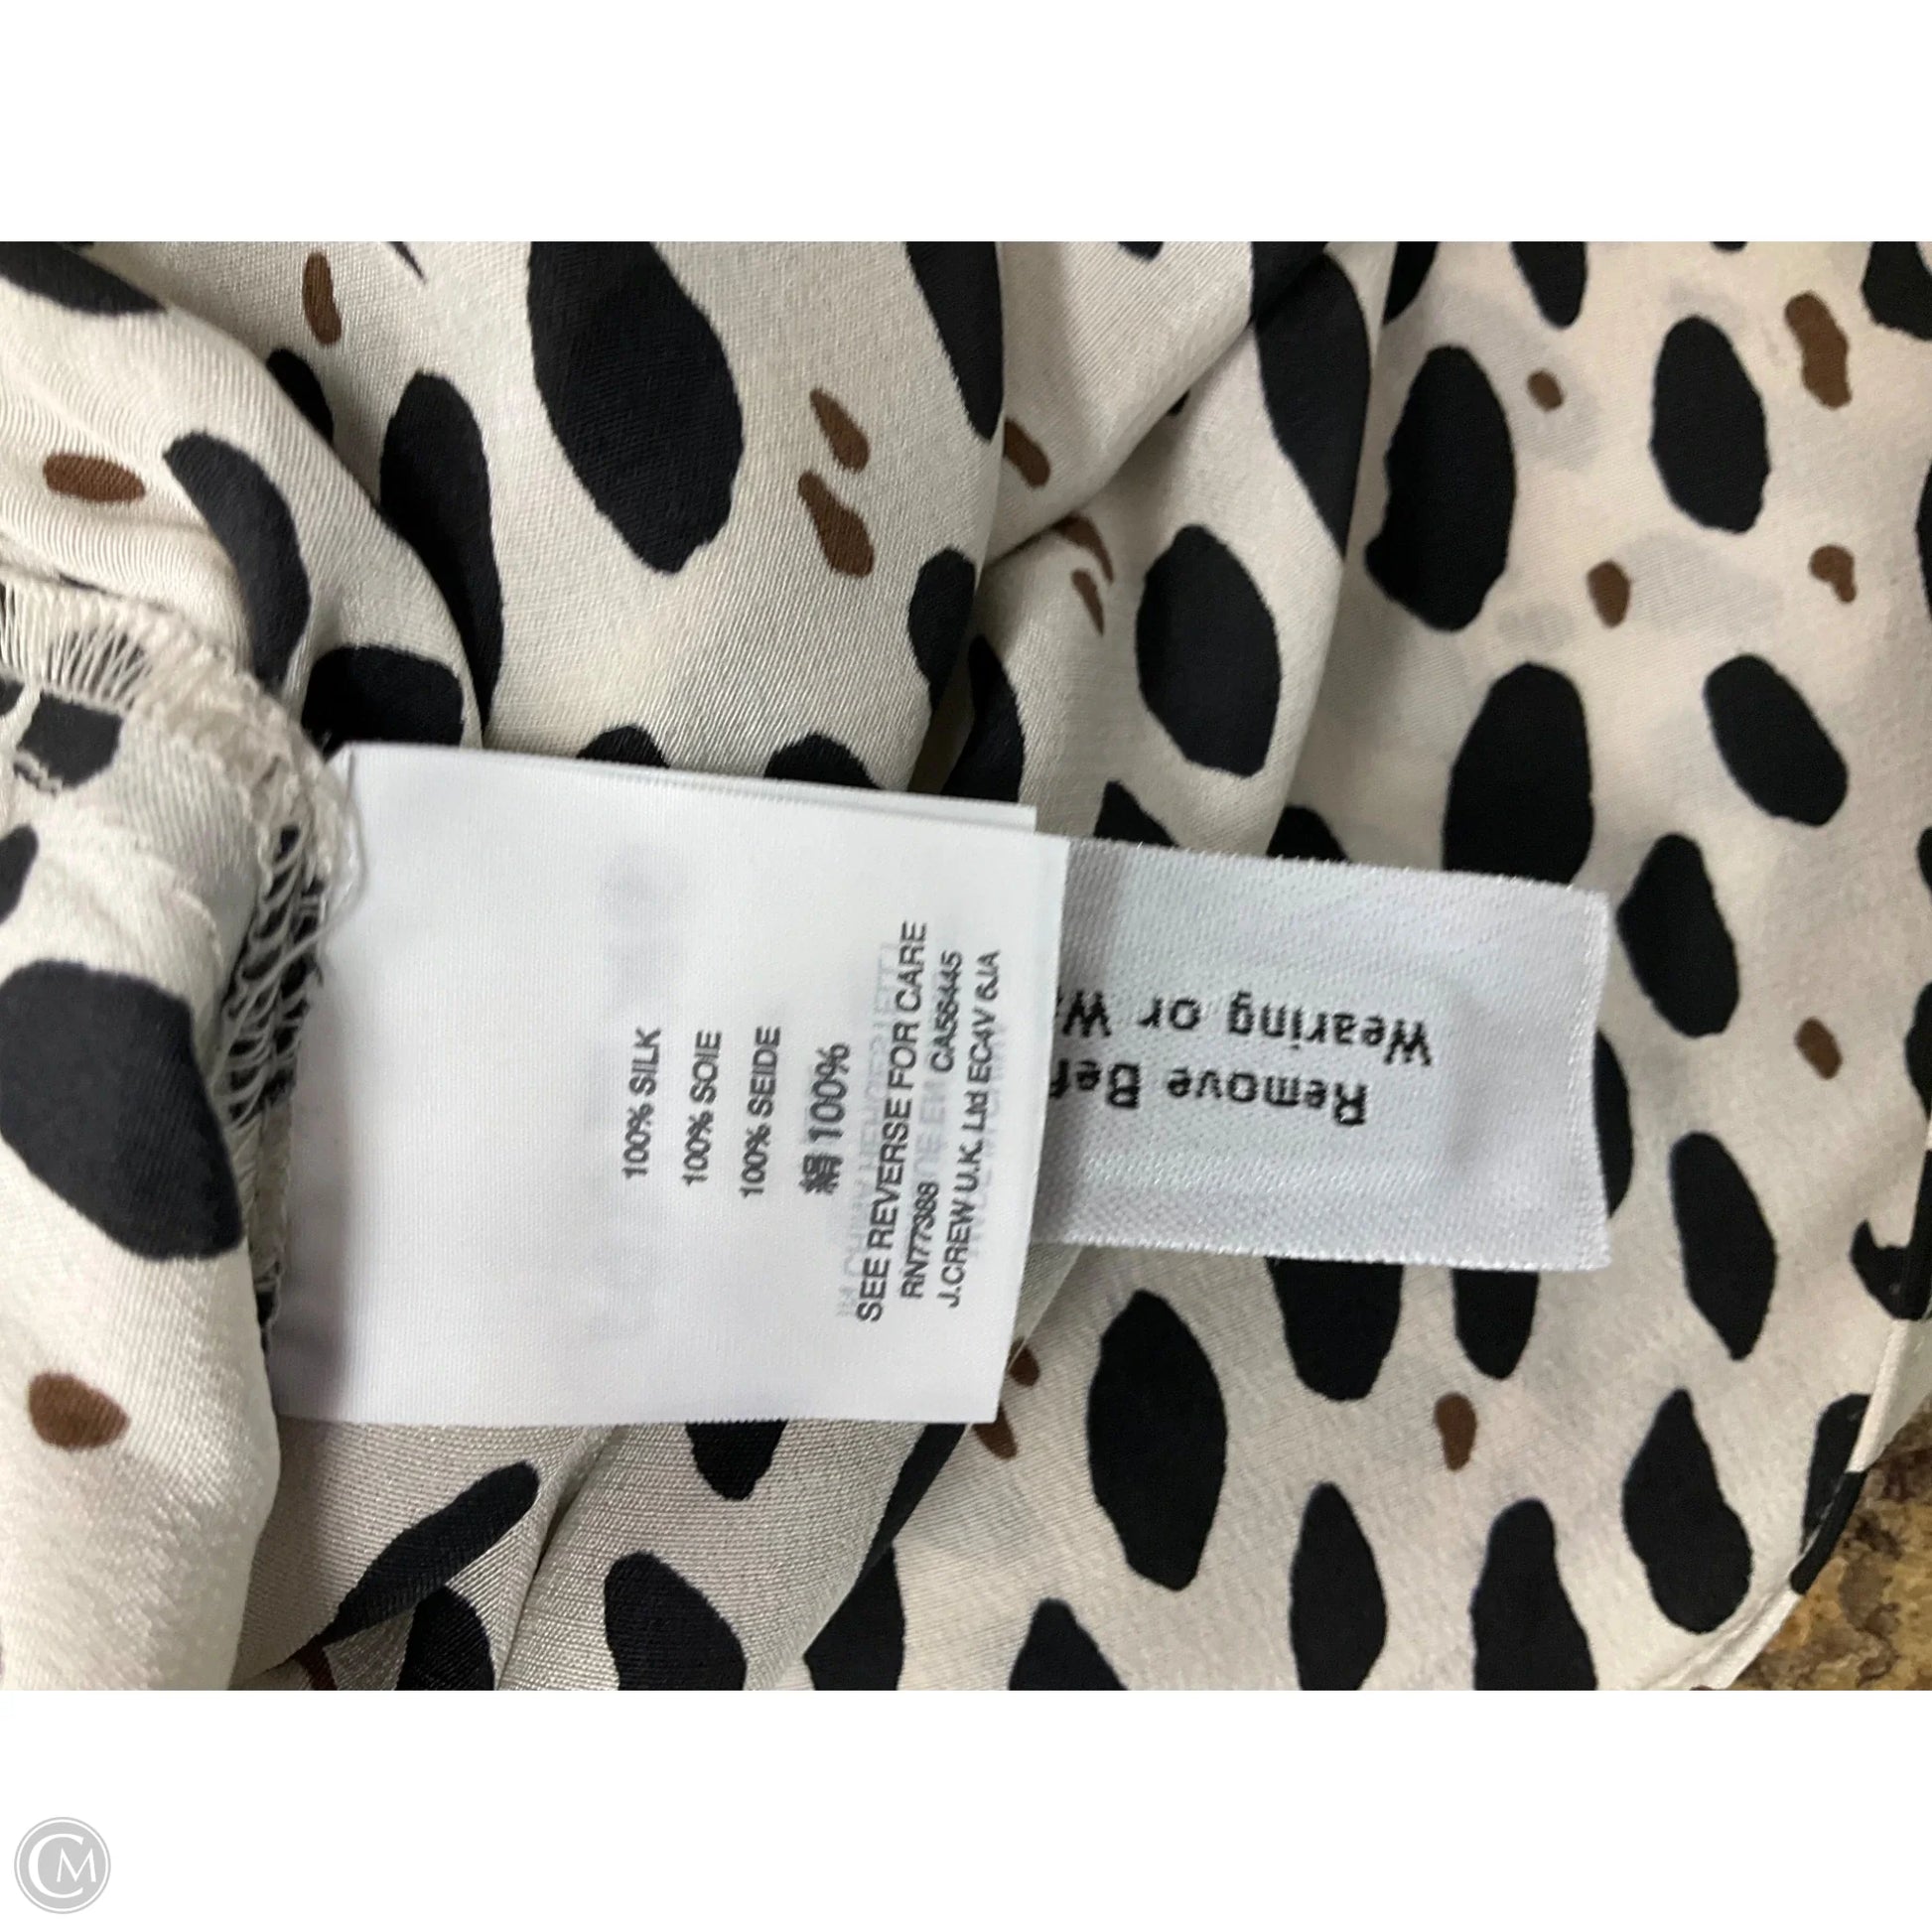 100% SILK
100% SOIE
100% SEIDE
絹 100%
SEE REVERSE FOR CARE
RN77388 CA56445
J.CREW U.K. Ltd EC4V 6JA
Remove
Wearing or
CM